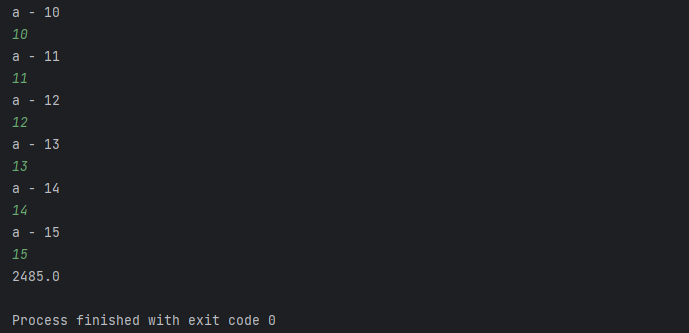 a - 10
10
a - 11
11
a - 12
12
a - 13
13
a - 14
14
a - 15
15
2485.0
Process finished with exit code 0